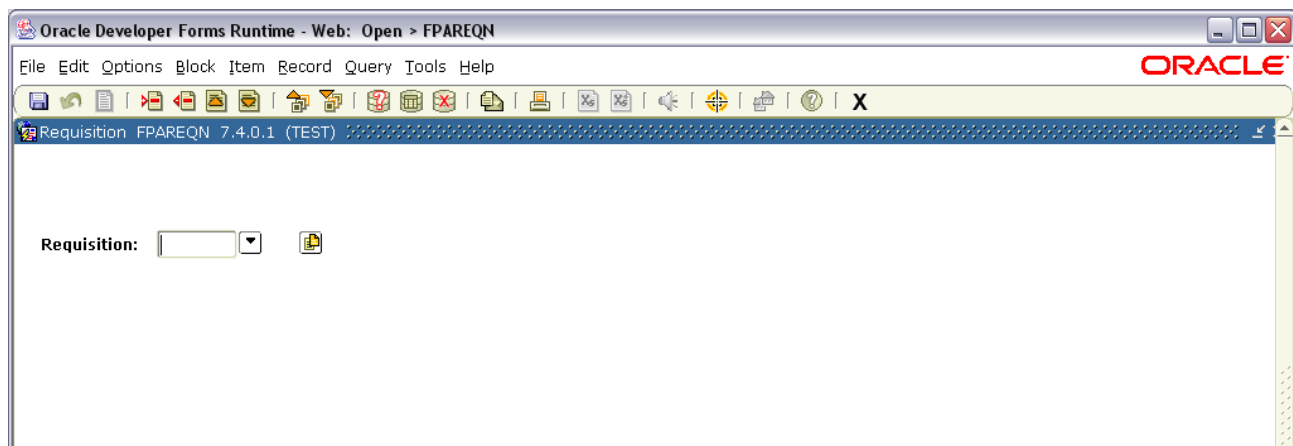 Oracle Developer Forms Runtime - Web: Open > FPAREQN
File Edit Options Block Item Record Query Tools Help
ORACLE
X
Requisition FPAREQN 7.4.0.1 (TEST)
Requisition: